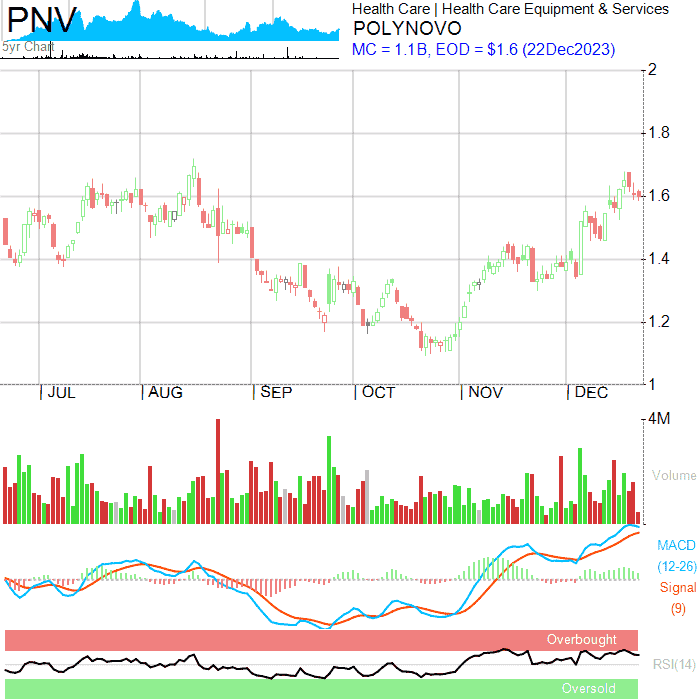 PNV
5yr Chart
Health Care | Health Care Equipment & Services
POLYNOVO
MC = 1.1B, EOD = $1.6 (22Dec2023)
2
1.8
1.6
1.4
1.2
1
| JUL | AUG | SEP | OCT | NOV | DEC
4M
Volume
MACD
(12-26)
Signal
(9)
Overbought
RSI(14)
Oversold